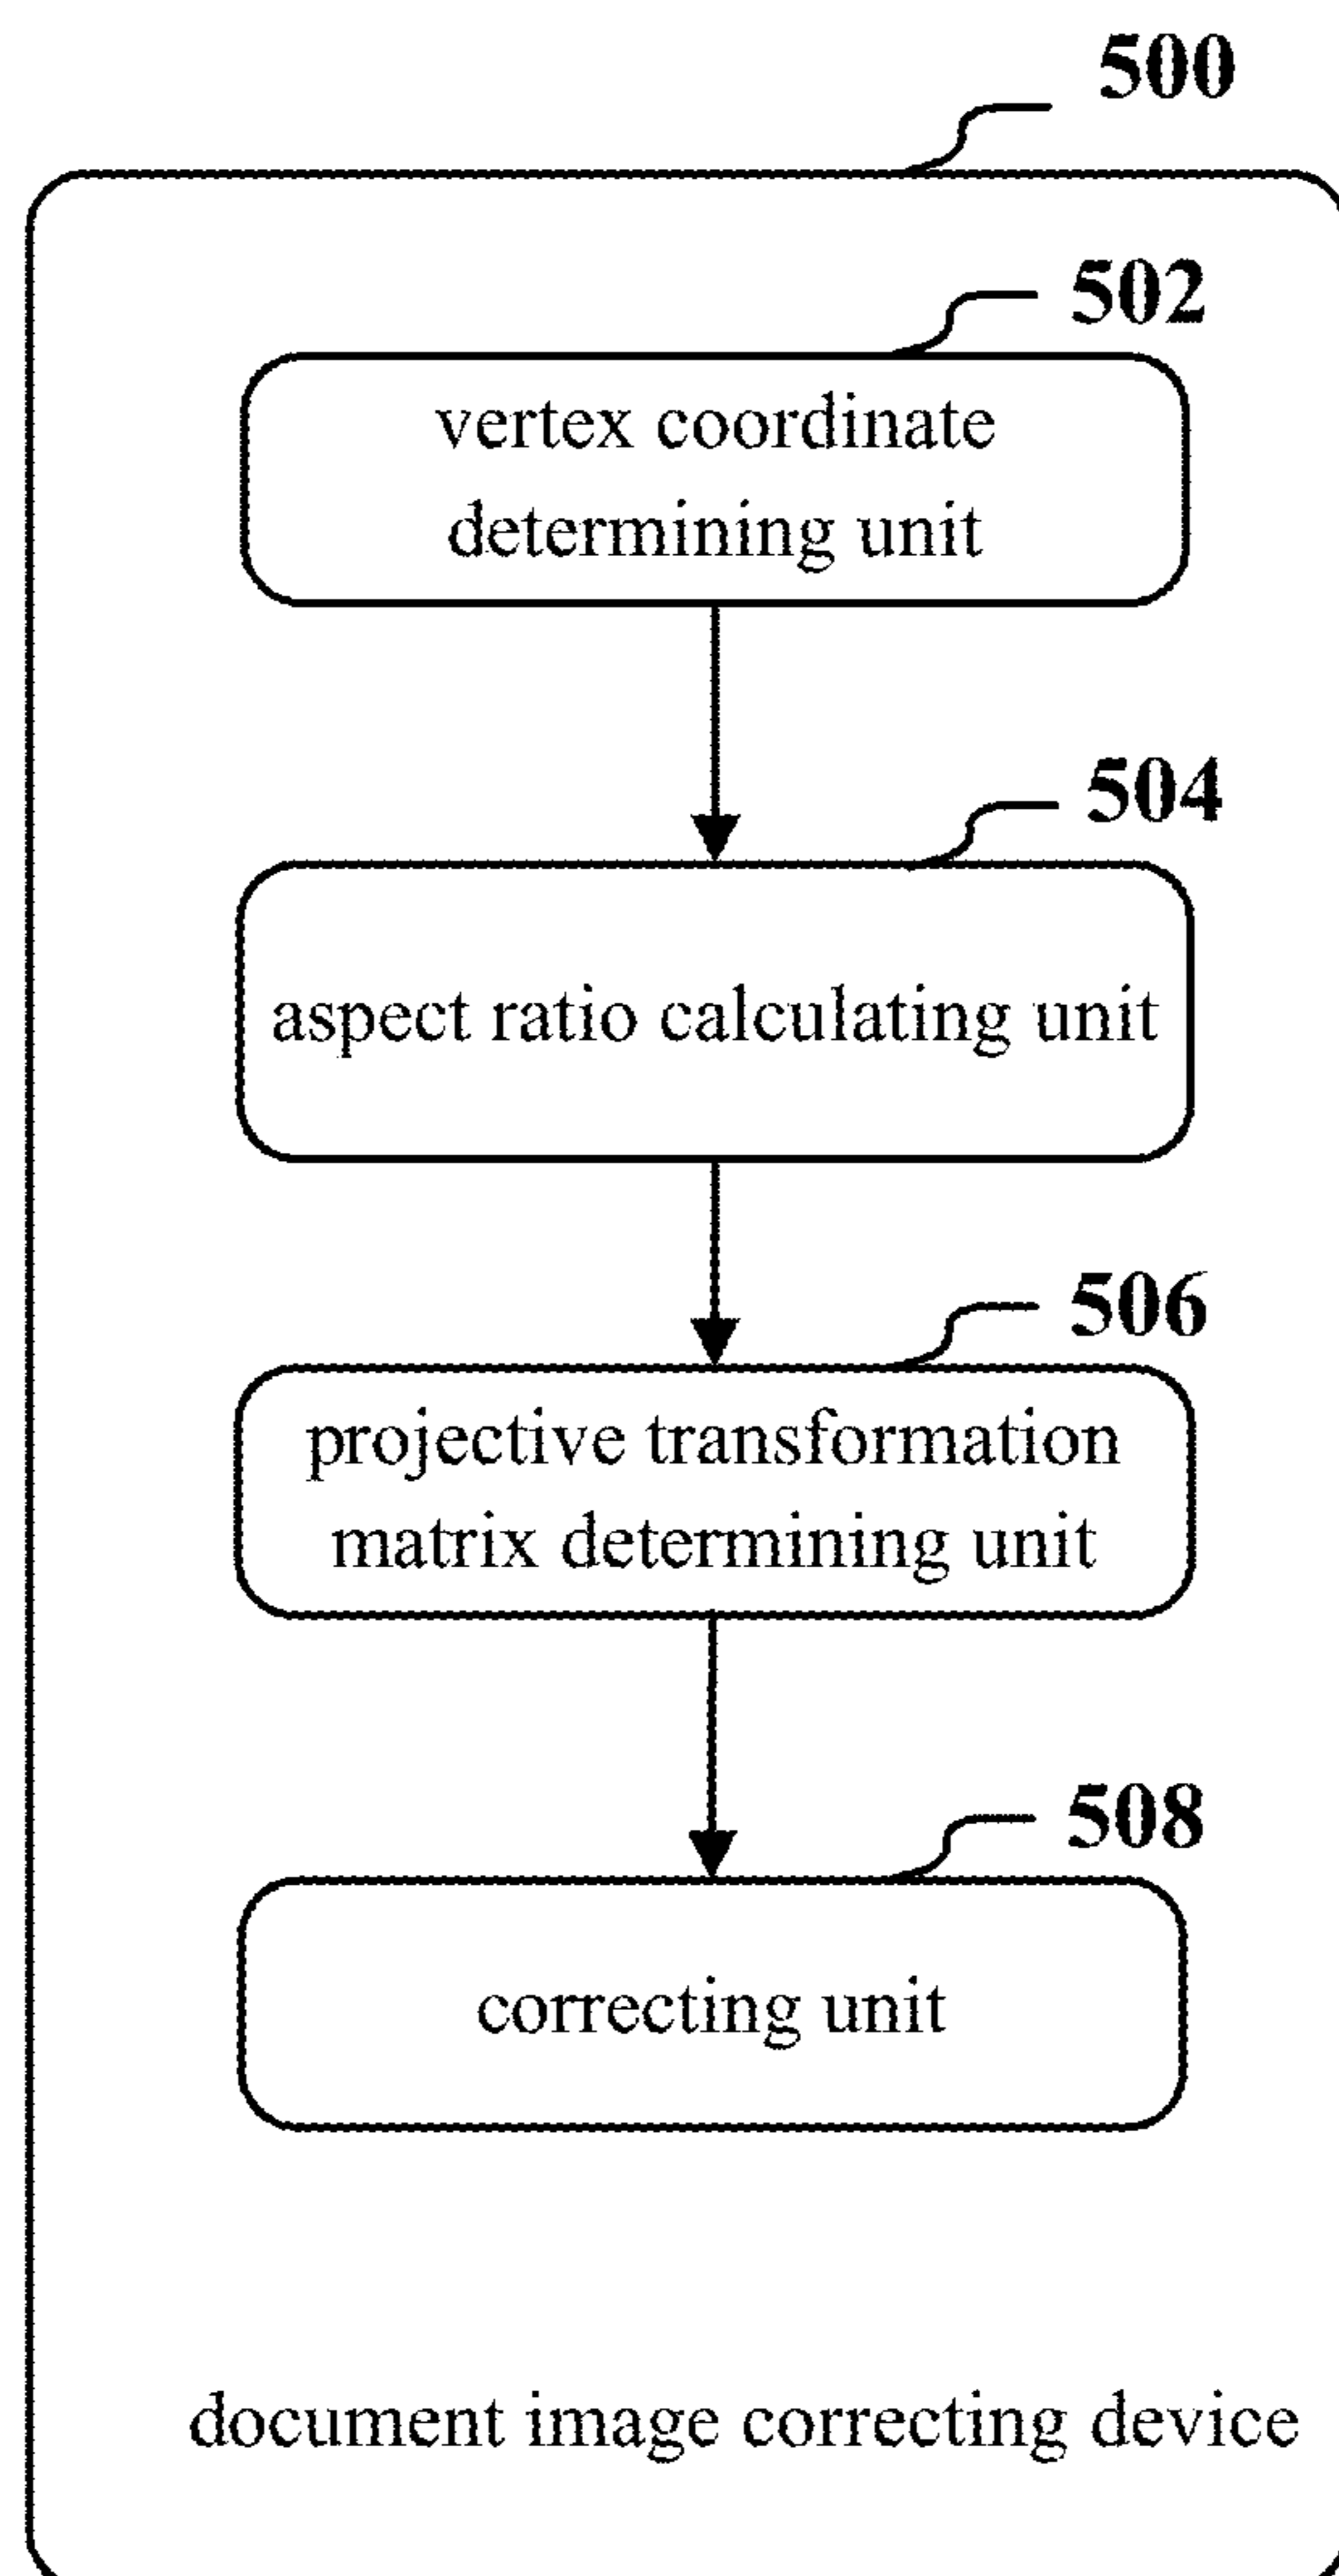 500
502
vertex coordinate
determining unit
504
aspect ratio calculating unit
506
projective transformation
matrix determining unit
508
correcting unit
document image correcting device